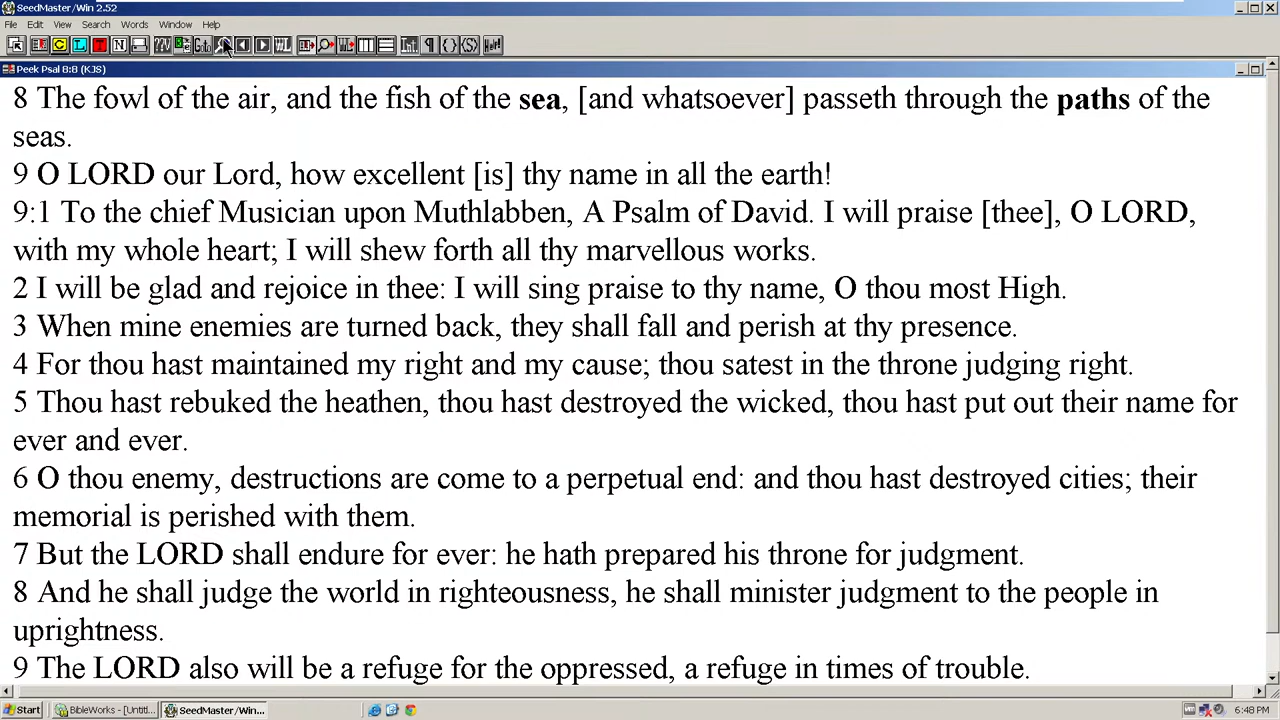 SeedMaster/Win 2.52
File Edit View Search Words Window Help
Peek Psal 8:8 (KJS)
8 The fowl of the air, and the fish of the sea, [and whatsoever] passeth through the paths of the
seas.
9 O LORD our Lord, how excellent [is] thy name in all the earth!
9:1 To the chief Musician upon Muthlabben, A Psalm of David. I will praise [thee], O LORD,
with my whole heart; I will shew forth all thy marvellous works.
2 I will be glad and rejoice in thee: I will sing praise to thy name, O thou most High.
3 When mine enemies are turned back, they shall fall and perish at thy presence.
4 For thou hast maintained my right and my cause; thou satest in the throne judging right.
5 Thou hast rebuked the heathen, thou hast destroyed the wicked, thou hast put out their name for
ever and ever.
6 O thou enemy, destructions are come to a perpetual end: and thou hast destroyed cities; their
memorial is perished with them.
7 But the LORD shall endure for ever: he hath prepared his throne for judgment.
8 And he shall judge the world in righteousness, he shall minister judgment to the people in
uprightness.
9 The LORD also will be a refuge for the oppressed, a refuge in times of trouble.
Start BibleWorks - [Untitl... SeedMaster/Win... 6:48 PM